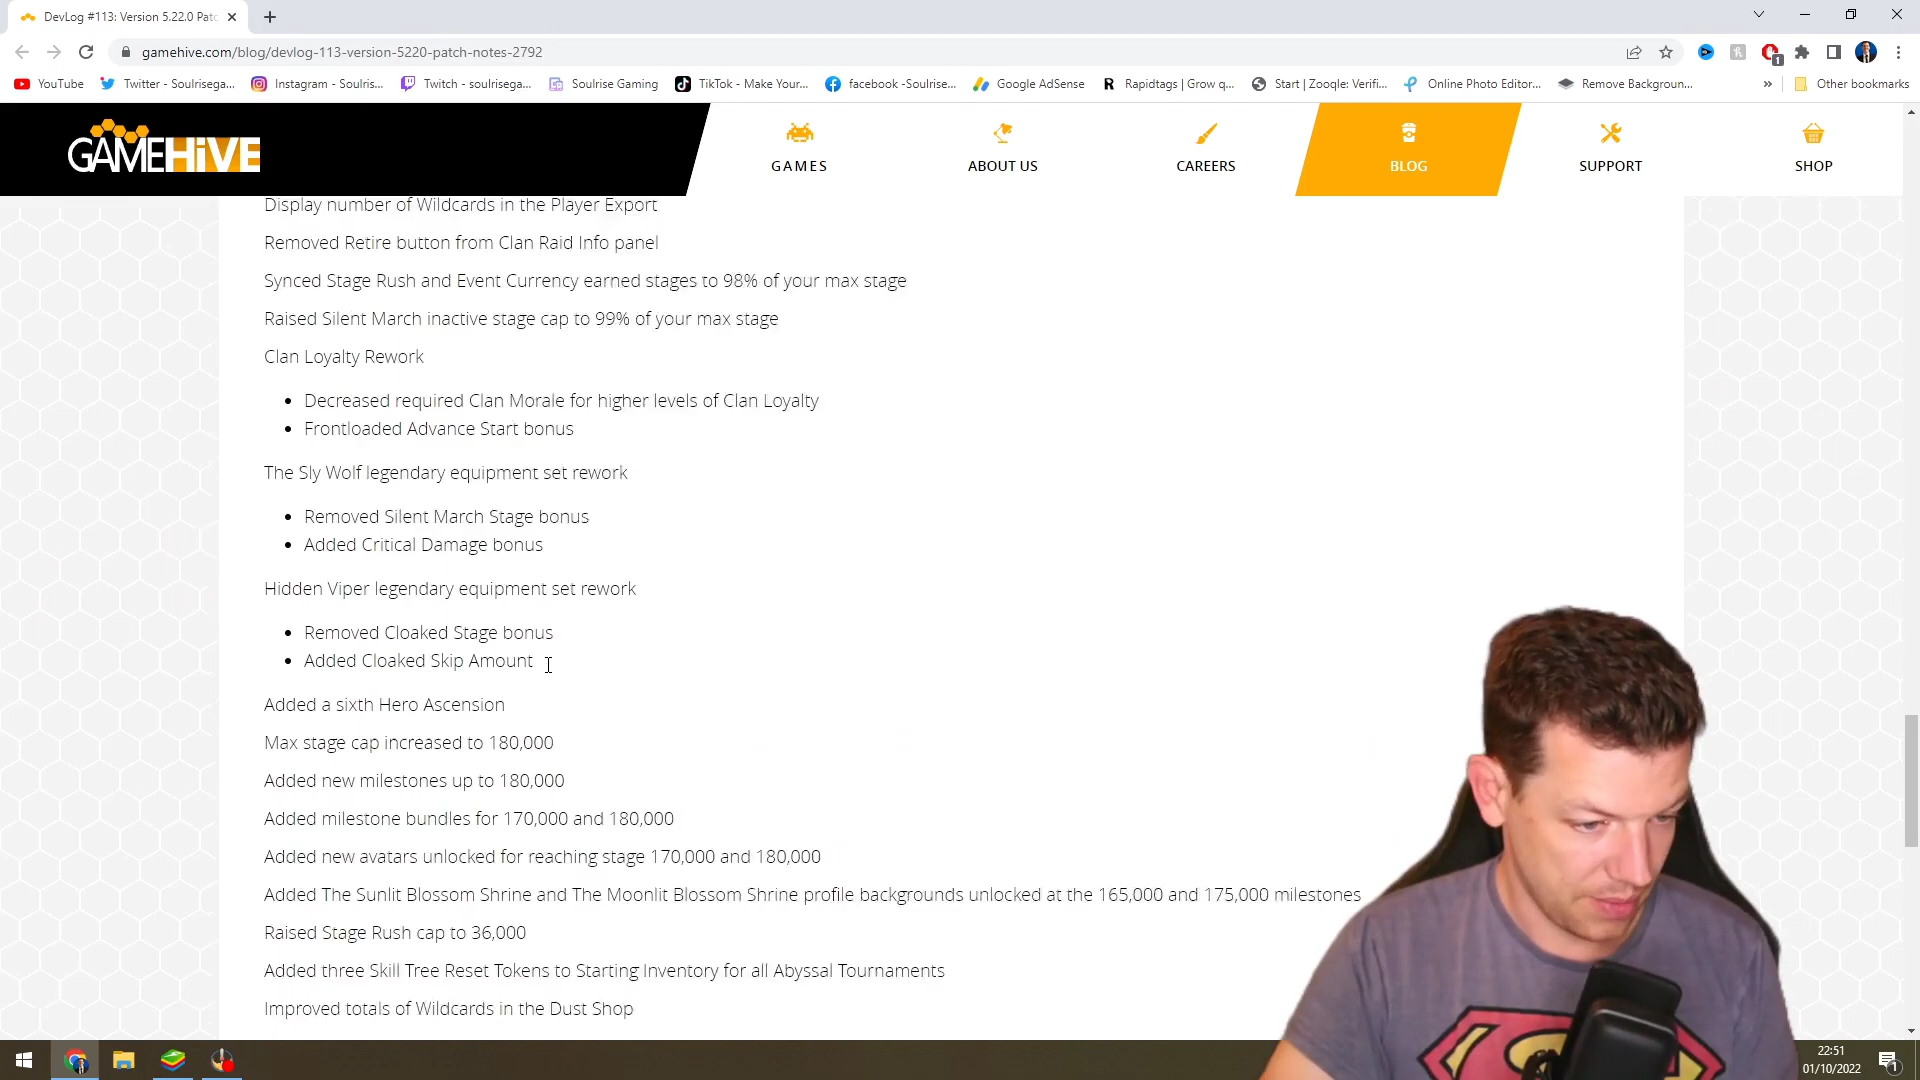 DevLog #113: Version 5.22.0 Patc
gamehive.com/blog/devlog-113-version-5220-patch-notes-2792
1
YouTube
Twitter - Soulrisega...
Instagram - Soulris...
Twitch - soulrisega...
Soulrise Gaming
TikTok - Make Your...
facebook -Soulrise...
Google AdSense
Rapidtags | Grow q...
Start | Zoogle: Verifi...
Online Photo Editor...
Remove Backgroun...
»
Other bookmarks
GAMEHIVE
GAMES
ABOUT US
CAREERS
BLOG
SUPPORT
SHOP
Display number of Wildcards in the Player Export
Removed Retire button from Clan Raid Info panel
Synced Stage Rush and Event Currency earned stages to 98% of your max stage
Raised Silent March inactive stage cap to 99% of your max stage
Clan Loyalty Rework
• Decreased required Clan Morale for higher levels of Clan Loyalty
• Frontloaded Advance Start bonus
The Sly Wolf legendary equipment set rework
• Removed Silent March Stage bonus
• Added Critical Damage bonus
Hidden Viper legendary equipment set rework
• Removed Cloaked Stage bonus
• Added Cloaked Skip Amount
Added a sixth Hero Ascension
Max stage cap increased to 180,000
Added new milestones up to 180,000
Added milestone bundles for 170,000 and 180,000
Added new avatars unlocked for reaching stage 170,000 and 180,000
Added The Sunlit Blossom Shrine and The Moonlit Blossom Shrine profile backgrounds unlocked at the 165,000 and 175,000 milestones
Raised Stage Rush cap to 36,000
Added three Skill Tree Reset Tokens to Starting Inventory for all Abyssal Tournaments
Improved totals of Wildcards in the Dust Shop
22:51
01/10/2022
1